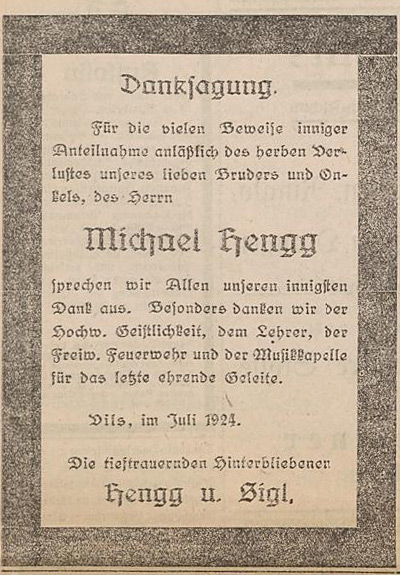 Danksagung.
Für die vielen Beweise inniger
Anteilnahme anläßlich des herben Ver-
lustes unseres lieben Bruders und On-
kels, des Herrn
Michael Hengg
sprechen wir Allen unseren innigsten
Dank aus. Besonders danken wir der
Hochw. Geistlichkeit, dem Lehrer, der
Freiw. Feuerwehr und der Musikkapelle
für das letzte ehrende Geleite.
Vils, im Juli 1924.
Die tieftrauernden Hinterbliebenen
Hengg u. Sigl.